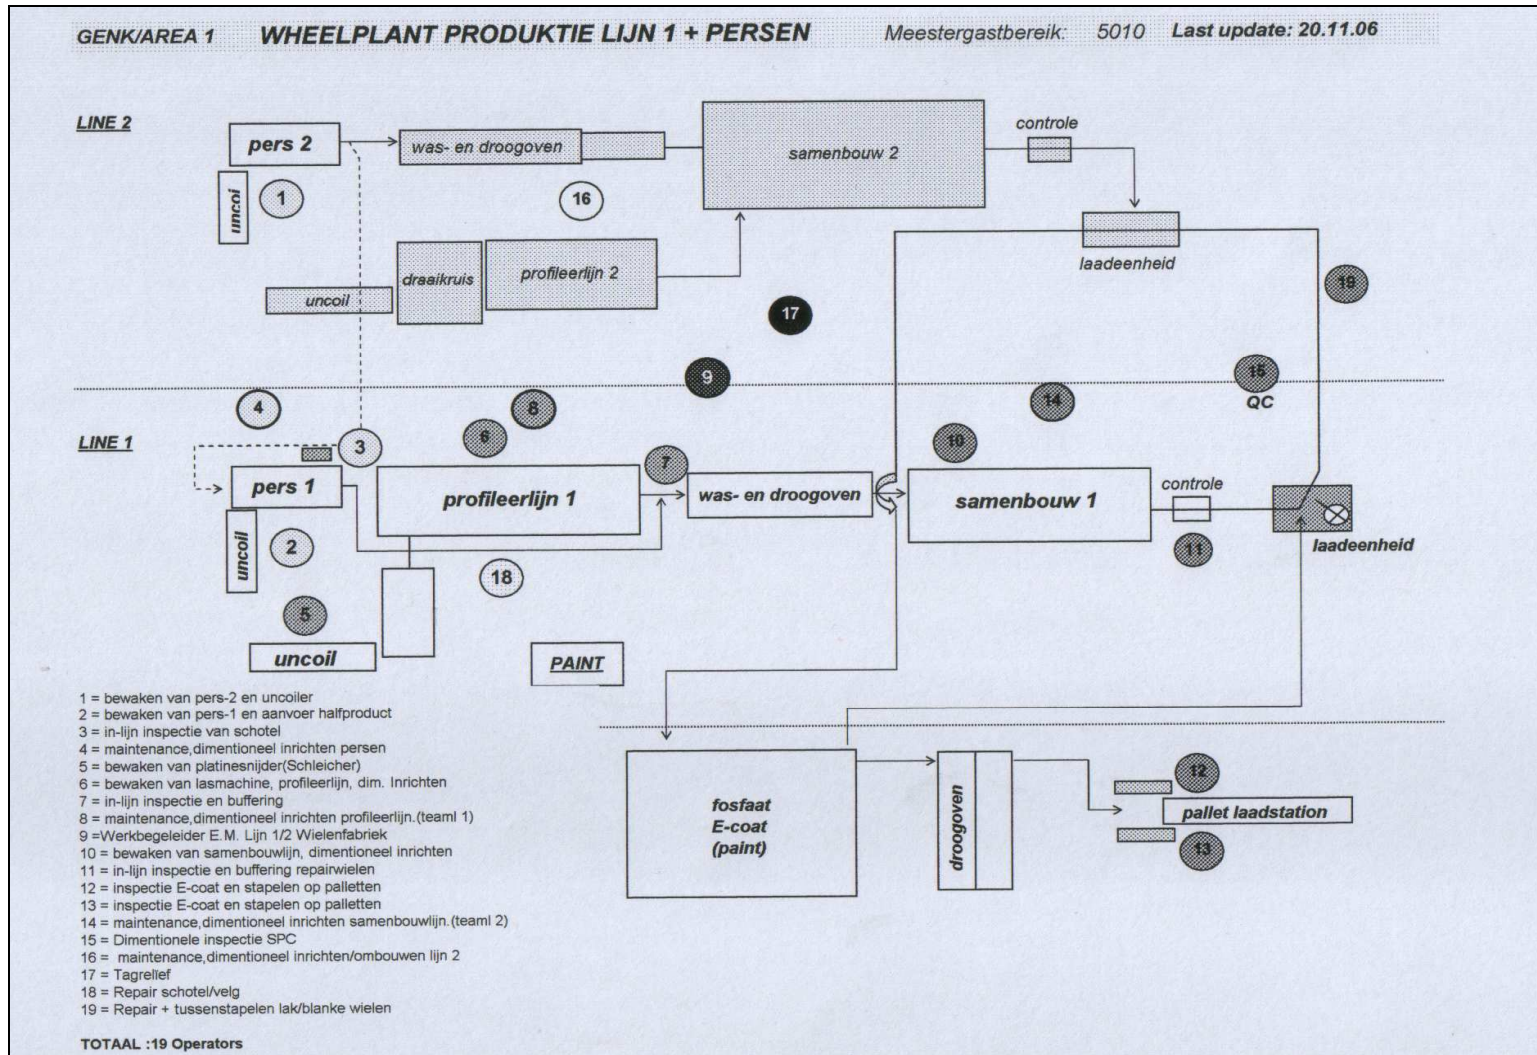 GENK/AREA 1 WHEELPLANT PRODUKTIE LIJN 1 + PERSEN Meestergastbereik: 5010 Last update: 20.11.06
LINE 2
pers 2
was- en droogoven
samenbouw 2
controle
uncoi
1
16
laadeenheid
draaikruis
profileerlijn 2
uncoil
17
19
9
15
QC
4
8
14
LINE 1
3
6
7
10
pers 1
profileerlijn 1
was- en droogoven
samenbouw 1
controle
laadeenheid
uncoil
2
18
11
5
uncoil
PAINT
1 = bewaken van pers-2 en uncoiler
2 = bewaken van pers-1 en aanvoer halfproduct
3 = in-lijn inspectie van schotel
4 = maintenance,dimentioneel inrichten persen
5 = bewaken van platinesnijder(Schleicher)
6 = bewaken van lasmachine, profileerlijn, dim. Inrichten
7 = in-lijn inspectie en buffering
8 = maintenance,dimentioneel inrichten profileerlijn.(teaml 1)
9 =Werkbegeleider E.M. Lijn 1/2 Wielenfabriek
10 = bewaken van samenbouwlijn, dimentioneel inrichten
11 = in-lijn inspectie en buffering repairwielen
12 = inspectie E-coat en stapelen op palletten
13 = inspectie E-coat en stapelen op palletten
14 = maintenance,dimentioneel inrichten samenbouwlijn.(teaml 2)
15 = Dimentionele inspectie SPC
16 = maintenance,dimentioneel inrichten/ombouwen lijn 2
17 = Tagrelief
18 = Repair schotel/velg
19 = Repair + tussenstapelen lak/blanke wielen
TOTAAL :19 Operators
fosfaat
E-coat
(paint)
droogoven
12
pallet laadstation
13